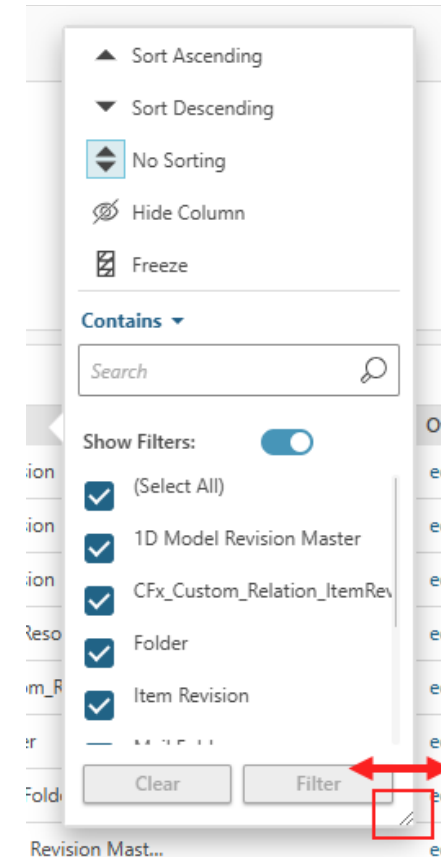 Sort Ascending
Sort Descending
No Sorting
Hide Column
Freeze
Contains
Search
Show Filters:
(Select All)
1D Model Revision Master
CFx_Custom_Relation_ItemRev
Folder
Item Revision
Clear
Filter
Revision Mast...